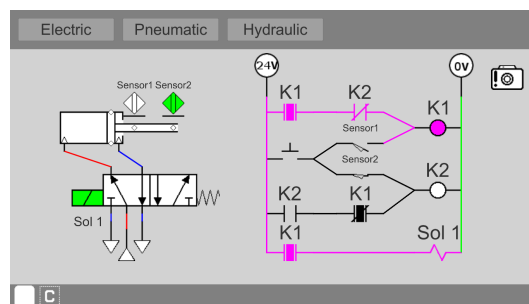 Electric Pneumatic Hydraulic
24V 0V
Sensor1 Sensor2
K1 K2 K1
Sensor1
Sensor2
K2
K2 K1
Sol 1
K1 Sol 1
C